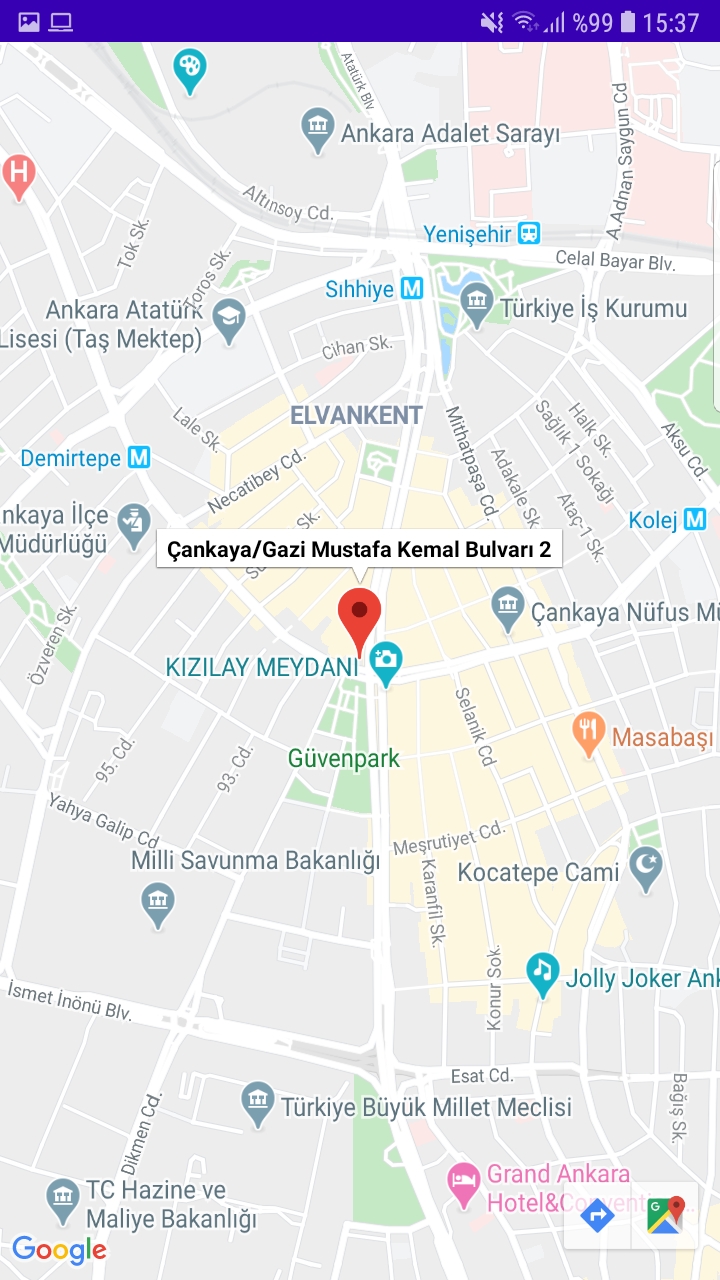 %99 15:37
Atatürk Blv
Ankara Adalet Sarayı
A.Adnan Saygun Cd
H
Altınsoy Cd.
Tok Sk.
Yenişehir
Celal Bayar Blv.
Toros Sk.
Sıhhiye M
Ankara Atatürk
Lisesi (Taş Mektep)
Türkiye İş Kurumu
Cihan Sk.
ELVANKENT
Lale Sk.
Mithatpaşa Cd.
Sağlık 1 Sokağı
Halk Sk.
Aksu Cd.
Demirtepe M
Necatibey Cd.
Adakale Sk.
Ataç-1 Sk.
nkaya İlçe
Müdürlüğü
Sk.
Kolej M
Çankaya/Gazi Mustafa Kemal Bulvarı 2
Özveren Sk.
Çankaya Nüfus Mü
KIZILAY MEYDANI
Selanik Cd
Masabaşı
95. Cd.
93. Cd.
Güvenpark
Yahya Galip Cd
Meşrutiyet Cd.
Milli Savunma Bakanlığı
Karanfil Sk.
Kocatepe Cami
Konur Sok.
Jolly Joker Ank
İsmet İnönü Blv.
Esat Cd.
Bağış Sk.
Türkiye Büyük Millet Meclisi
Dikmen Cd.
TC Hazine ve
Maliye Bakanlığı
Grand Ankara
Hotel&Conventi...
G
Google